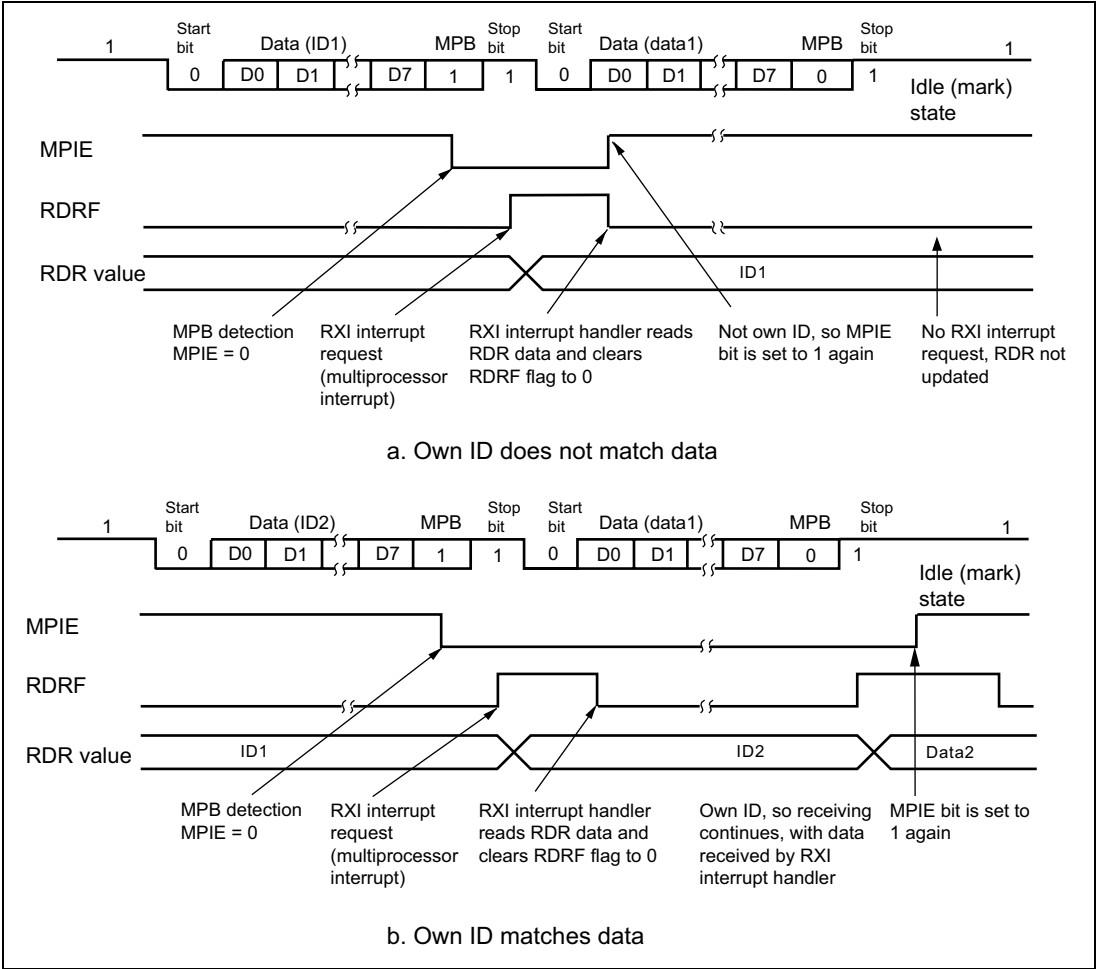 Start bit Data (ID1) MPB Stop bit Start bit Data (data1) MPB Stop bit
1 0 D0 D1 D7 1 1 0 D0 D1 D7 0 1 1
Idle (mark) state
MPIE
RDRF
RDR value ID1
MPB detection MPIE = 0
RXI interrupt request (multiprocessor interrupt)
RXI interrupt handler reads RDR data and clears RDRF flag to 0
Not own ID, so MPIE bit is set to 1 again
No RXI interrupt request, RDR not updated
a. Own ID does not match data
Start bit Data (ID2) MPB Stop bit Start bit Data (data1) MPB Stop bit
1 0 D0 D1 D7 1 1 0 D0 D1 D7 0 1 1
Idle (mark) state
MPIE
RDRF
RDR value ID1 ID2 Data2
MPB detection MPIE = 0
RXI interrupt request (multiprocessor interrupt)
RXI interrupt handler reads RDR data and clears RDRF flag to 0
Own ID, so receiving continues, with data received by RXI interrupt handler
MPIE bit is set to 1 again
b. Own ID matches data